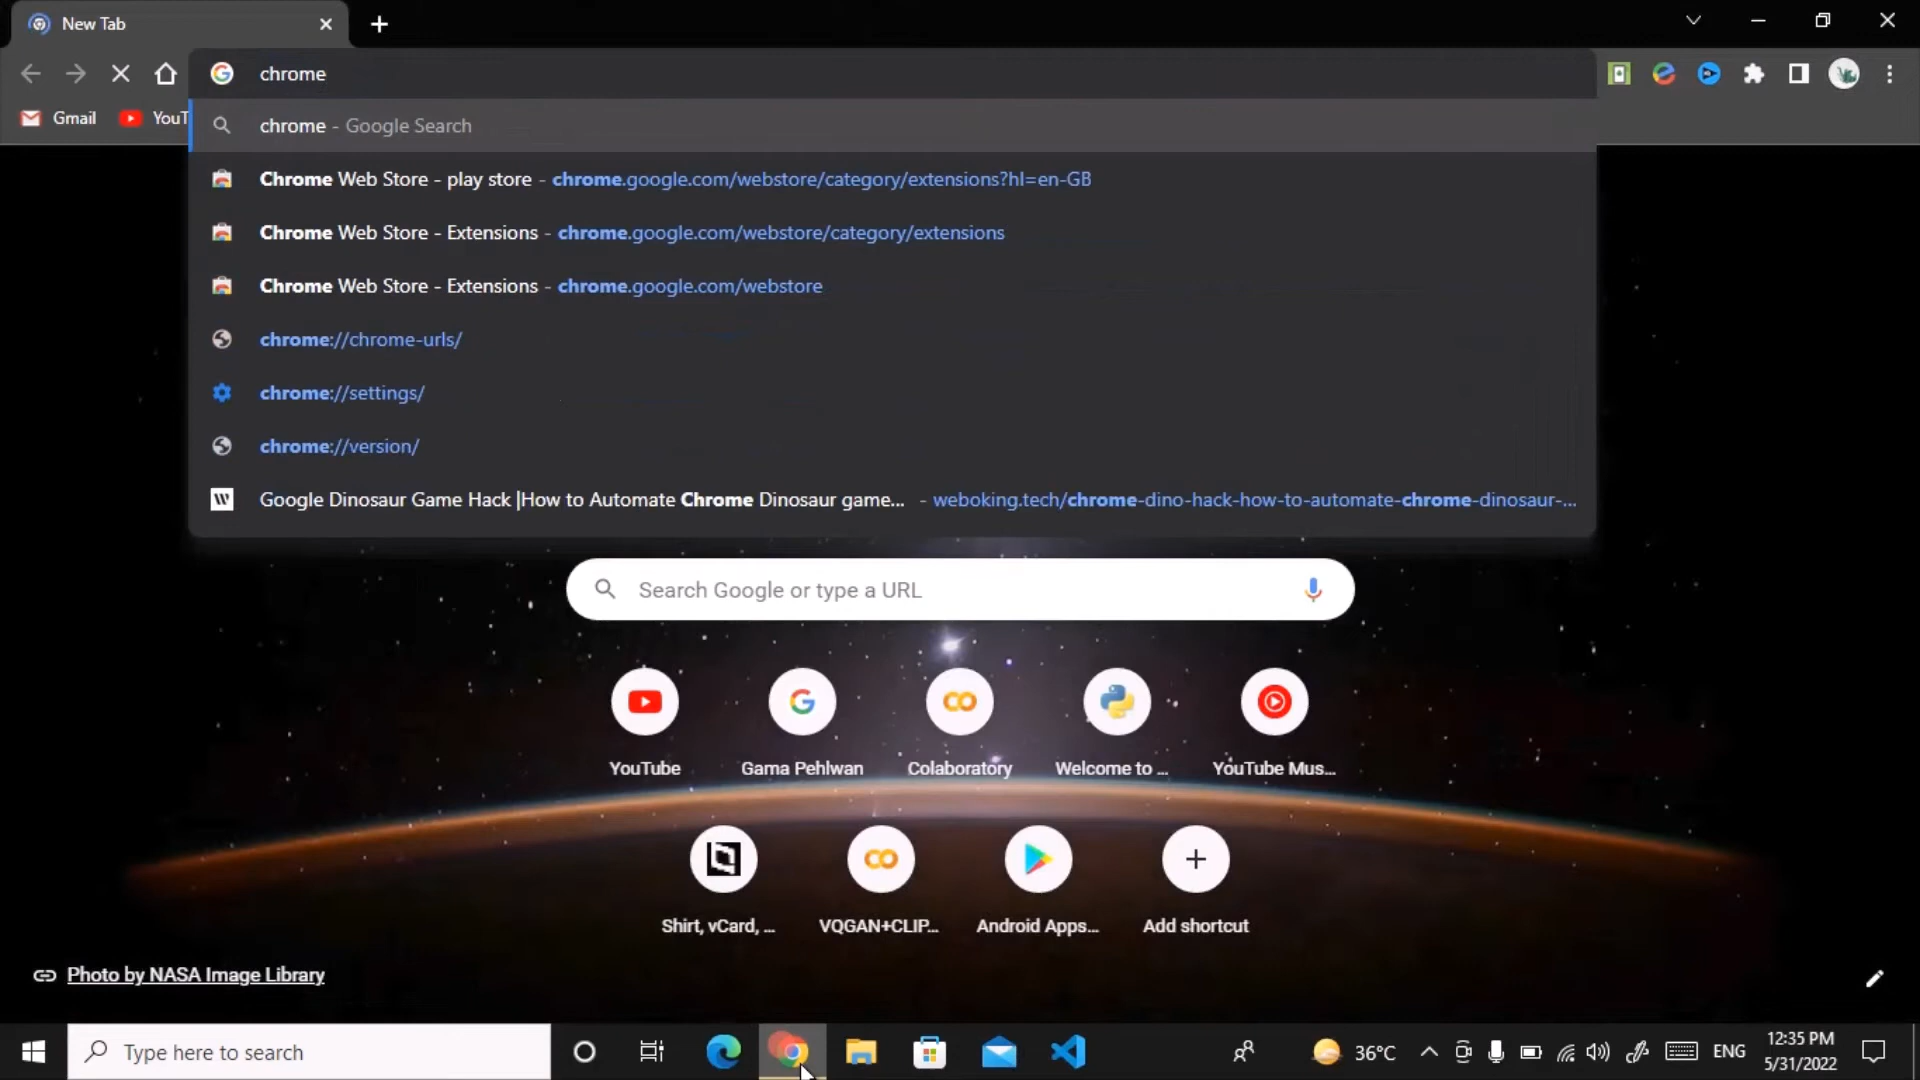 New Tab
chrome
Gmail YouT
chrome - Google Search
Chrome Web Store - play store - chrome.google.com/webstore/category/extensions?hl=en-GB
Chrome Web Store - Extensions - chrome.google.com/webstore/category/extensions
Chrome Web Store - Extensions - chrome.google.com/webstore
chrome://chrome-urls/
chrome://settings/
chrome://version/
Google Dinosaur Game Hack |How to Automate Chrome Dinosaur game... - weboking.tech/chrome-dino-hack-how-to-automate-chrome-dinosaur-...
Search Google or type a URL
YouTube Gama Pehlwan Colaboratory Welcome to ... YouTube Mus...
Shirt, vCard, ... VQGAN+CLIP... Android Apps... Add shortcut
Photo by NASA Image Library
Type here to search 36°C ENG 12:35 PM
5/31/2022